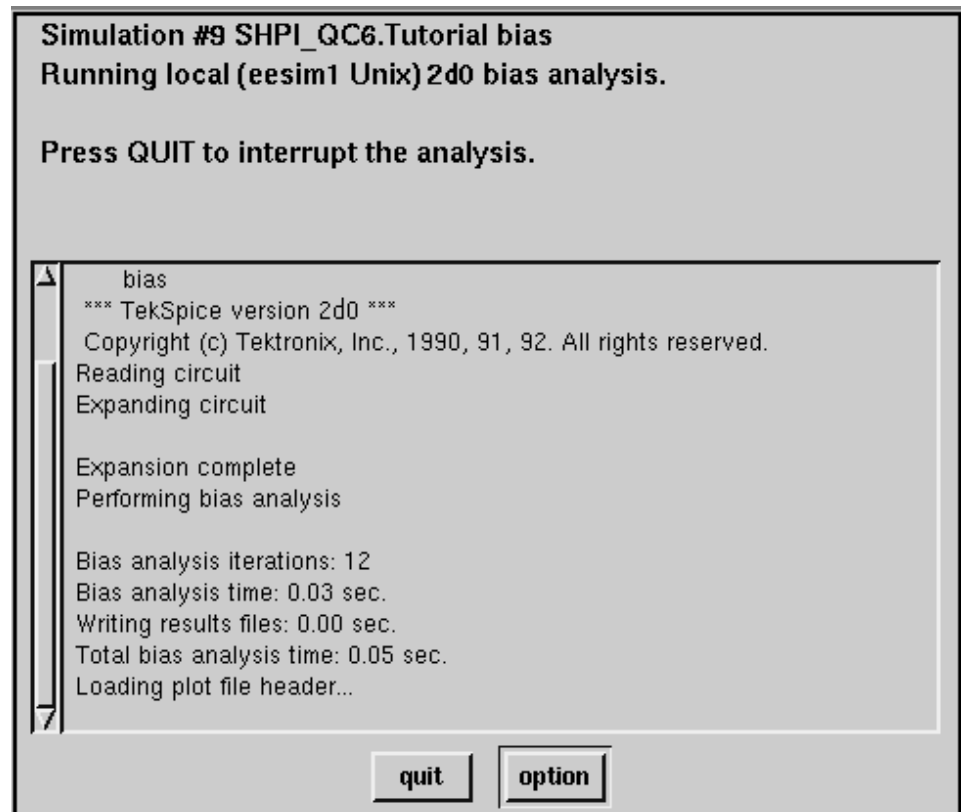 Simulation #9 SHPI_QC6.Tutorial bias
Running local (eesim1 Unix) 2d0 bias analysis.
Press QUIT to interrupt the analysis.
bias
*** TekSpice version 2d0 ***
Copyright (c) Tektronix, Inc., 1990, 91, 92. All rights reserved.
Reading circuit
Expanding circuit
Expansion complete
Performing bias analysis
Bias analysis iterations: 12
Bias analysis time: 0.03 sec.
Writing results files: 0.00 sec.
Total bias analysis time: 0.05 sec.
Loading plot file header...
quit option